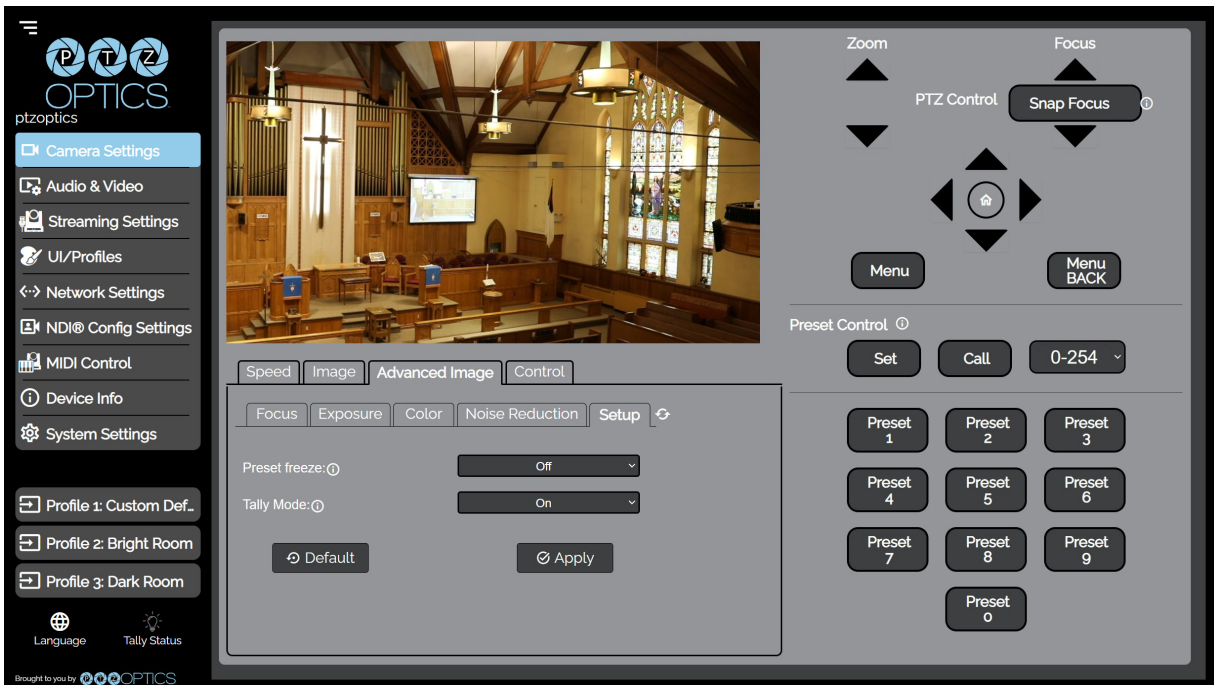 P T Z
OPTICS
ptzoptics
Camera Settings
Audio & Video
Streaming Settings
UI/Profiles
Network Settings
NDI® Config Settings
MIDI Control
Device Info
System Settings
Profile 1: Custom Def...
Profile 2: Bright Room
Profile 3: Dark Room
Language
Tally Status
Brought to you by PTZOPTICS
Speed
Image
Advanced Image
Control
Focus
Exposure
Color
Noise Reduction
Setup
Preset freeze:
Off
Tally Mode:
On
Default
Apply
Zoom
Focus
PTZ Control
Snap Focus
Menu
Menu
BACK
Preset Control
Set
Call
0-254
Preset
1
Preset
2
Preset
3
Preset
4
Preset
5
Preset
6
Preset
7
Preset
8
Preset
9
Preset
0